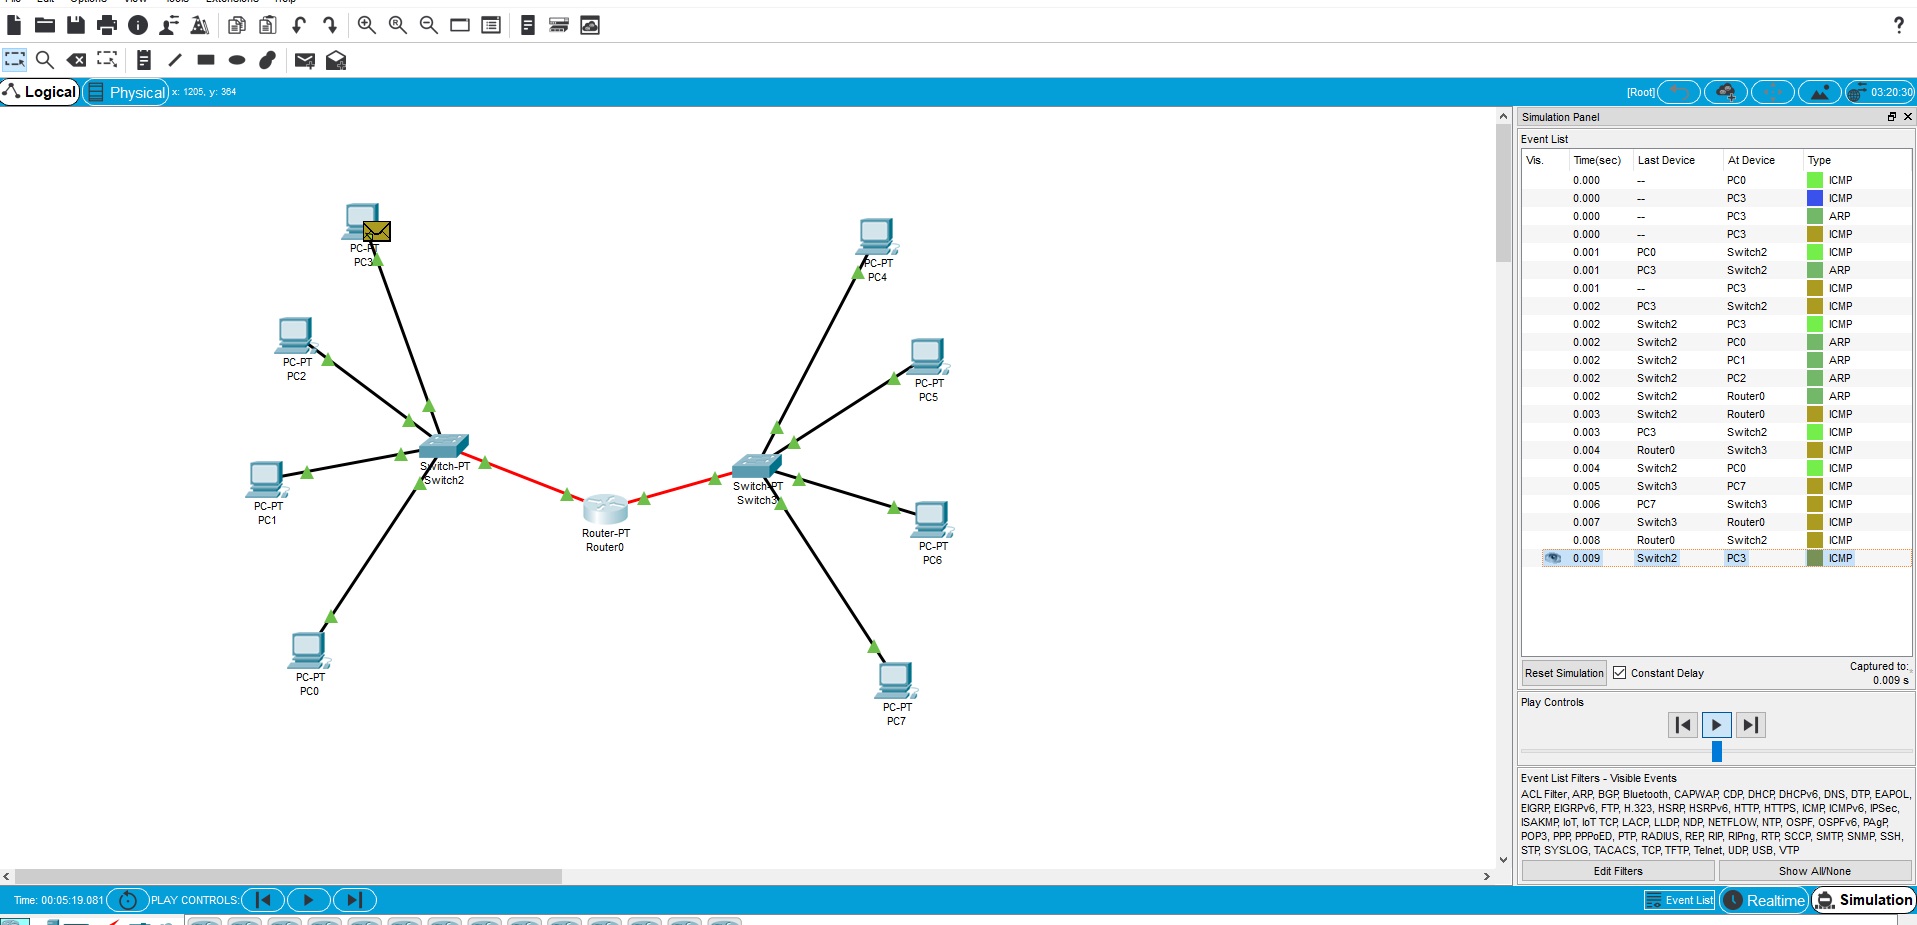 File Edit Options View Tools Extensions Help
?
Logical Physical x: 1205, y: 364
[Root] 03:20:30
PC-PT
PC3
PC-PT
PC4
PC-PT
PC2
PC-PT
PC5
Switch-PT
Switch2
Switch-PT
Switch3
PC-PT
PC1
Router-PT
Router0
PC-PT
PC6
PC-PT
PC0
PC-PT
PC7
Simulation Panel
Event List
Vis. Time(sec) Last Device At Device Type
0.000 -- PC0 ICMP
0.000 -- PC3 ICMP
0.000 -- PC3 ARP
0.000 -- PC3 ICMP
0.001 PC0 Switch2 ICMP
0.001 PC3 Switch2 ARP
0.001 -- PC3 ICMP
0.002 PC3 Switch2 ICMP
0.002 Switch2 PC3 ICMP
0.002 Switch2 PC0 ARP
0.002 Switch2 PC1 ARP
0.002 Switch2 PC2 ARP
0.002 Switch2 Router0 ARP
0.003 Switch2 Router0 ICMP
0.003 PC3 Switch2 ICMP
0.004 Router0 Switch3 ICMP
0.004 Switch2 PC0 ICMP
0.005 Switch3 PC7 ICMP
0.006 PC7 Switch3 ICMP
0.007 Switch3 Router0 ICMP
0.008 Router0 Switch2 ICMP
0.009 Switch2 PC3 ICMP
Reset Simulation Constant Delay
Captured to:
0.009 s
Play Controls
Event List Filters - Visible Events
ACL Filter, ARP, BGP, Bluetooth, CAPWAP, CDP, DHCP, DHCPv6, DNS, DTP, EAPOL,
EIGRP, EIGRPv6, FTP, H.323, HSRP, HSRPv6, HTTP, HTTPS, ICMP, ICMPv6, IPSec,
ISAKMP, IoT, IoT TCP, LACP, LLDP, NDP, NETFLOW, NTP, OSPF, OSPFv6, PAgP,
POP3, PPP, PPPoED, PTP, RADIUS, REP, RIP, RIPng, RTP, SCCP, SMTP, SNMP, SSH,
STP, SYSLOG, TACACS, TCP, TFTP, Telnet, UDP, USB, VTP
Edit Filters Show All/None
Time: 00:05:19.081 PLAY CONTROLS:
Event List Realtime Simulation